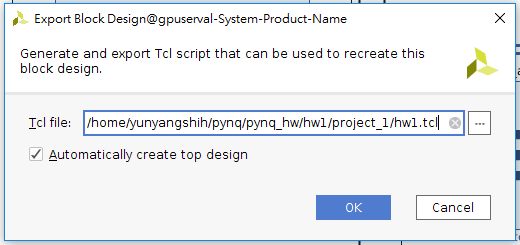 Export Block Design@gpuserval-System-Product-Name
Generate and export Tcl script that can be used to recreate this
block design.
Tcl file: /home/yunyangshih/pynq/pynq_hw/hw1/project_1/hw1.tcl ...
Automatically create top design
OK Cancel